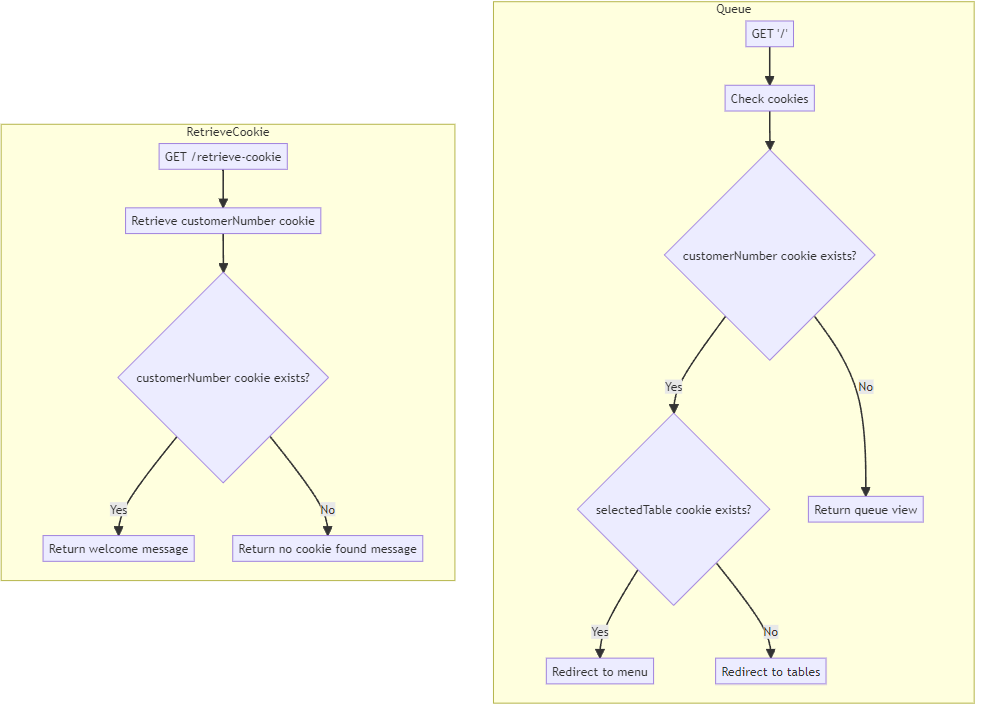 RetrieveCookie
GET /retrieve-cookie
Retrieve customerNumber cookie
customerNumber cookie exists?
Yes
No
Return welcome message
Return no cookie found message
Queue
GET '/'
Check cookies
customerNumber cookie exists?
Yes
No
selectedTable cookie exists?
Return queue view
Yes
No
Redirect to menu
Redirect to tables